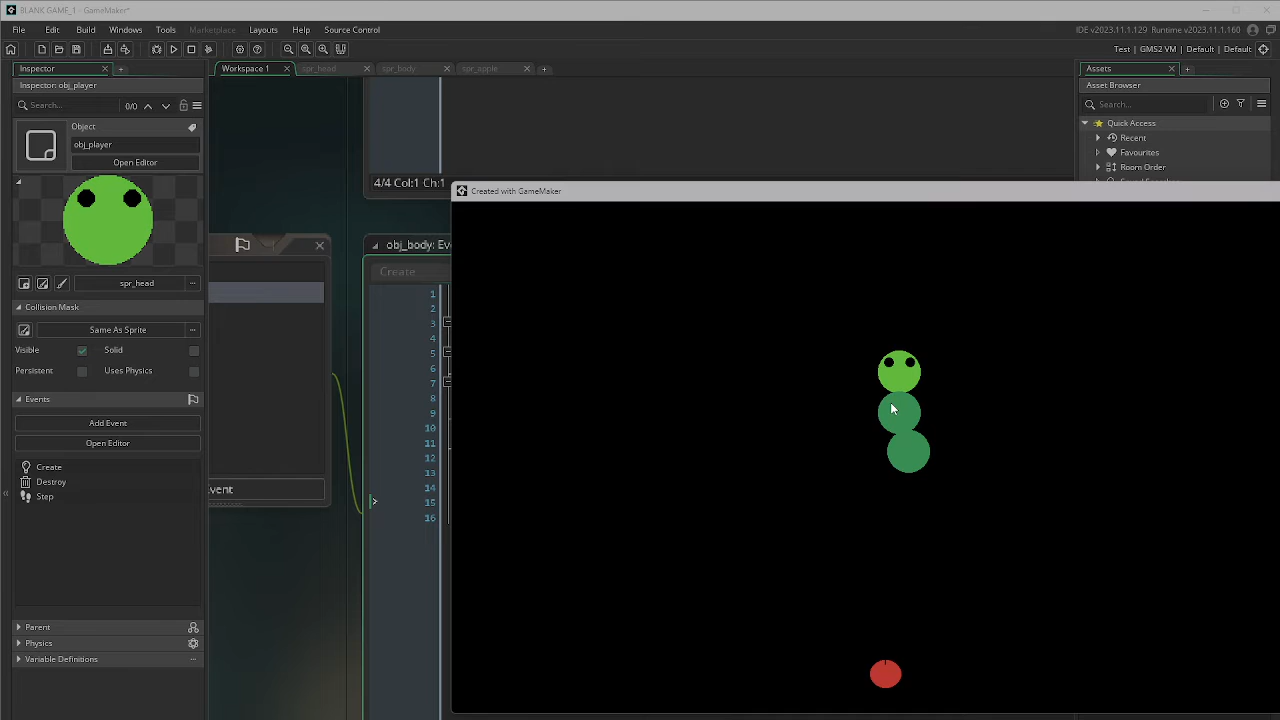 BLANK GAME_1 - GameMaker*
File Edit Build Windows Tools Marketplace Layouts Help Source Control
IDE v2023.11.1.129 Runtime v2023.11.1.160
Test | GMS2 VM | Default | Default
Inspector
Workspace 1
spr_head
spr_body
spr_apple
Assets
Inspector: obj_player
Asset Browser
Search...
0/0
Search...
Object
Quick Access
obj_player
Recent
Open Editor
Favourites
Room Order
4/4 Col:1 Ch:1
Created with GameMaker
obj_body: Eve
Create
spr_head
Collision Mask
Same As Sprite
Visible
Solid
Persistent
Uses Physics
Events
Add Event
Open Editor
Create
Destroy
Step
vent
1
2
3
4
5
6
7
8
9
10
11
12
13
14
15
16
Parent
Physics
Variable Definitions